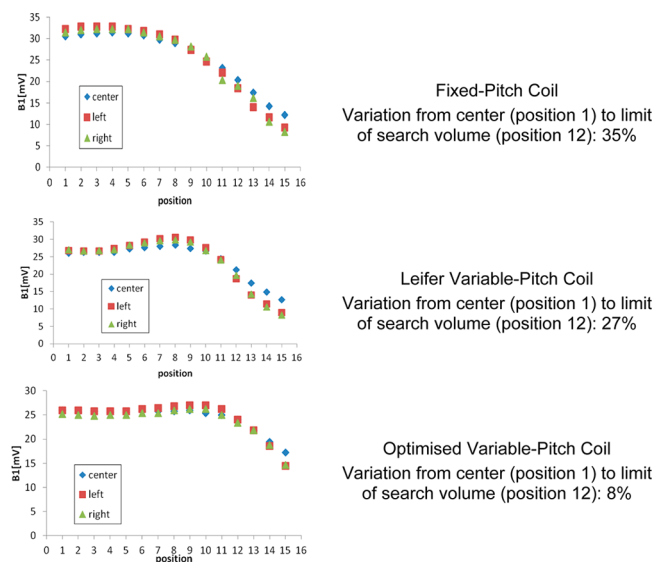 35
30
25
20
15
10
5
0
B1[mV]
center
left
right
0 1 2 3 4 5 6 7 8 9 10 11 12 13 14 15 16
position
Fixed-Pitch Coil
Variation from center (position 1) to limit
of search volume (position 12): 35%
35
30
25
20
15
10
5
0
B1[mV]
center
left
right
0 1 2 3 4 5 6 7 8 9 10 11 12 13 14 15 16
position
Leifer Variable-Pitch Coil
Variation from center (position 1) to limit
of search volume (position 12): 27%
30
25
20
15
10
5
0
B1[mV]
center
left
right
0 1 2 3 4 5 6 7 8 9 10 11 12 13 14 15 16
position
Optimised Variable-Pitch Coil
Variation from center (position 1) to limit
of search volume (position 12): 8%